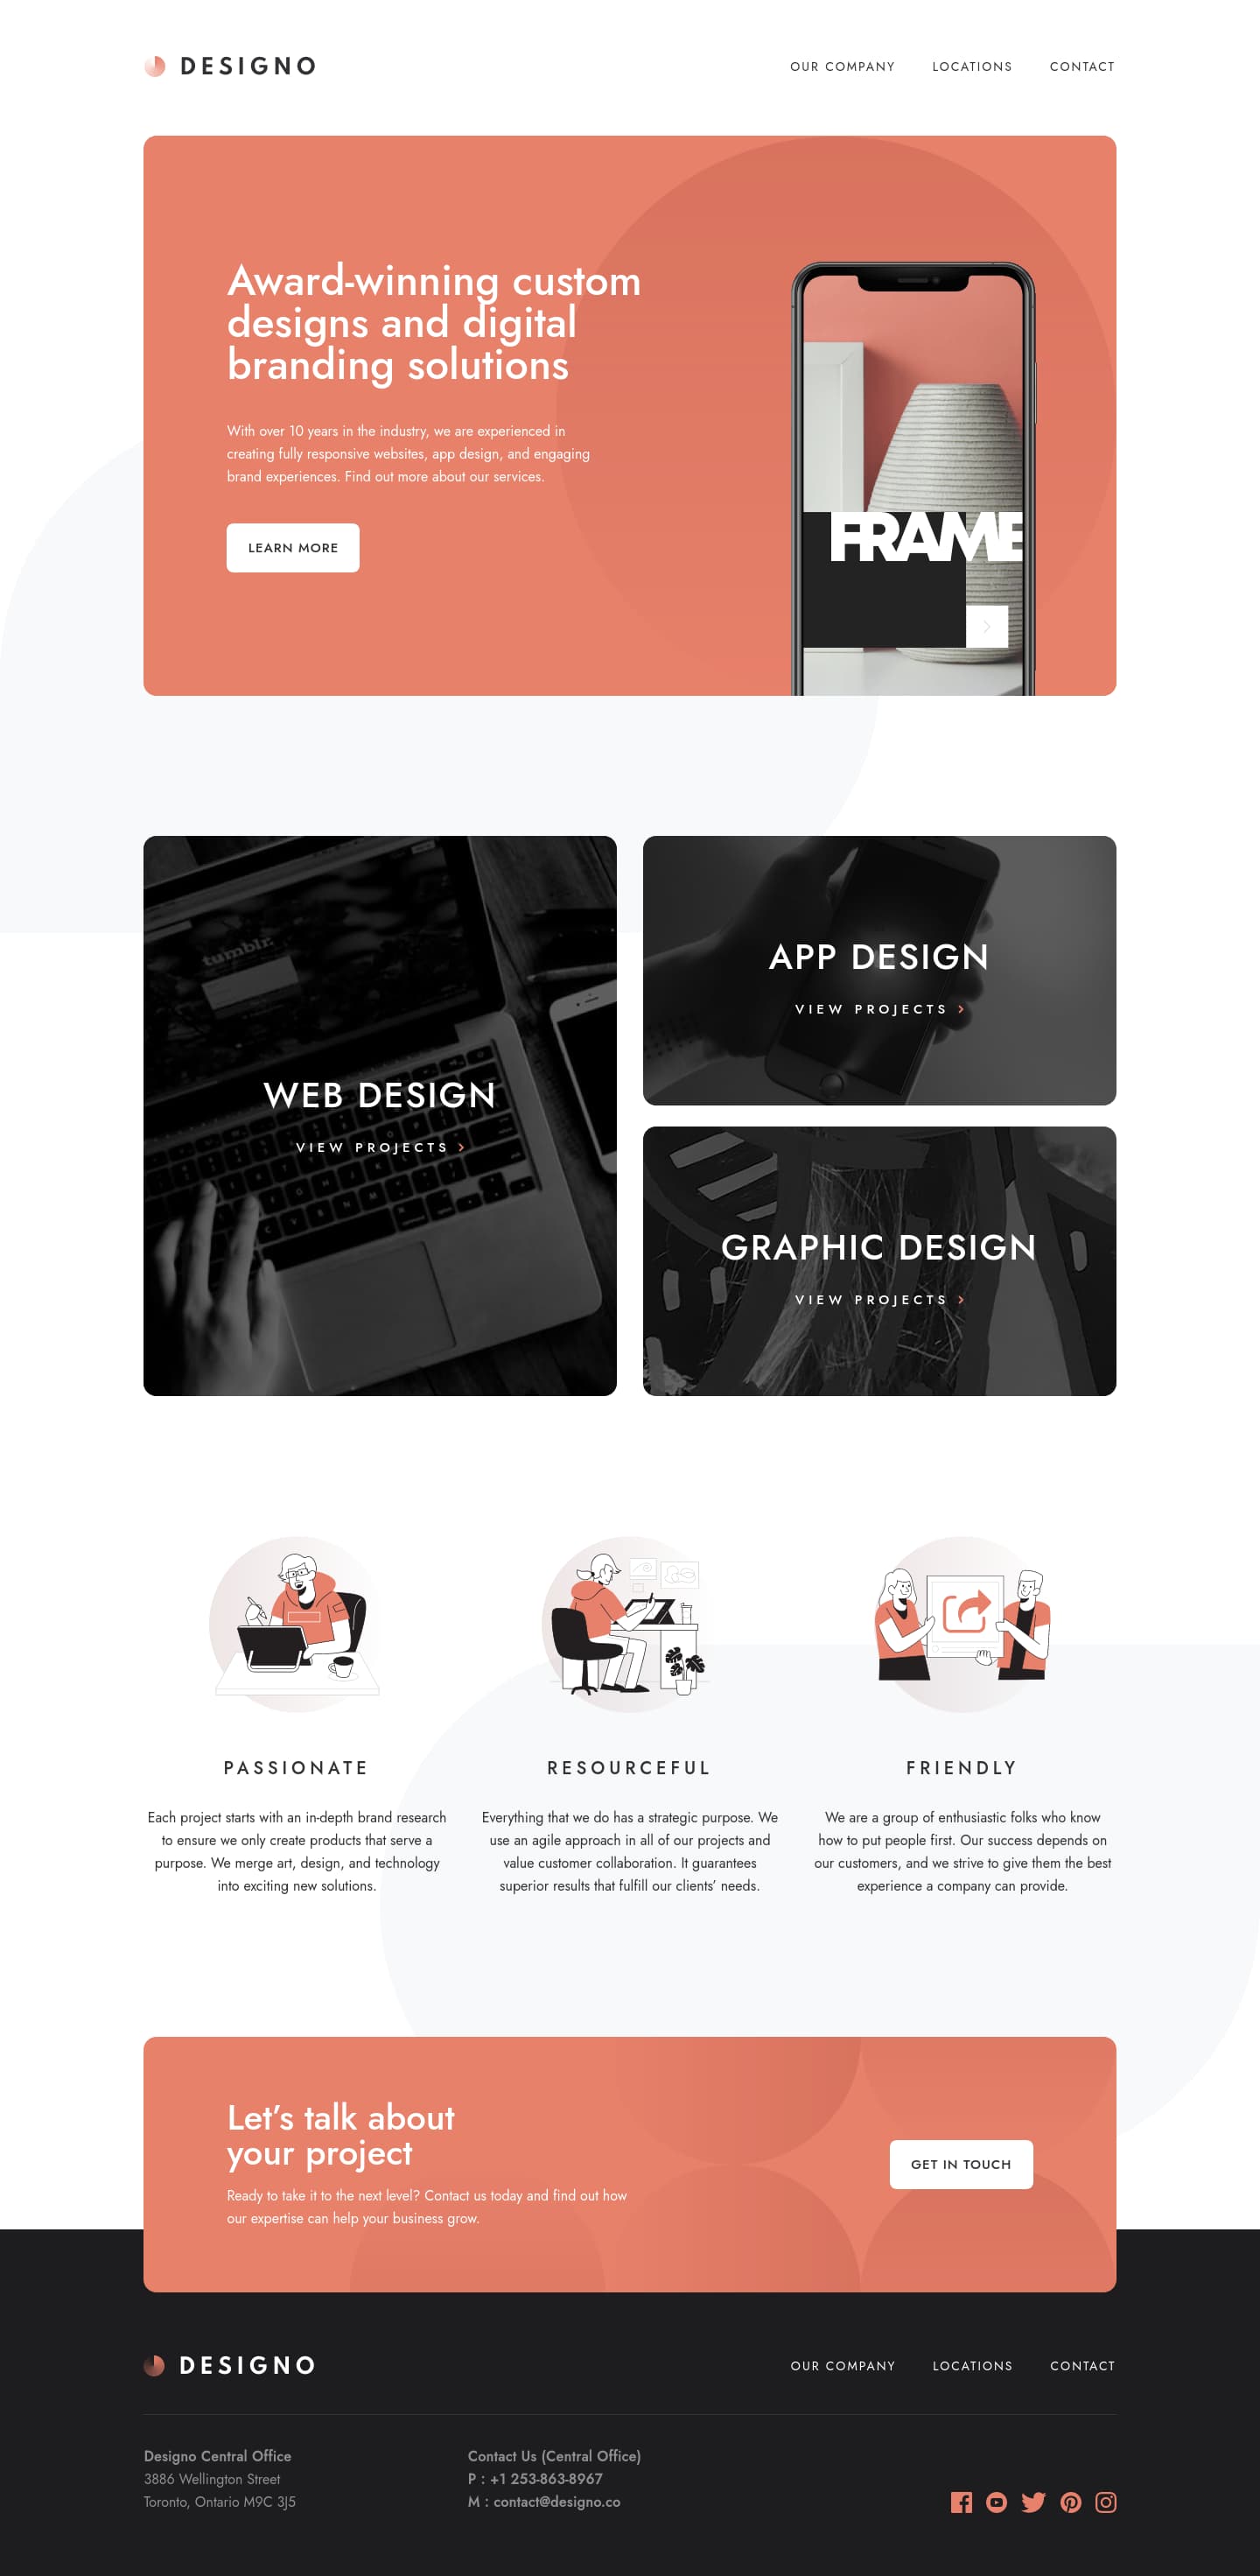 DESIGNO
OUR COMPANY LOCATIONS CONTACT
Award-winning custom
designs and digital
branding solutions
With over 10 years in the industry, we are experienced in
creating fully responsive websites, app design, and engaging
brand experiences. Find out more about our services.
LEARN MORE
FRAME
tumblr.
WEB DESIGN
VIEW PROJECTS
APP DESIGN
VIEW PROJECTS
GRAPHIC DESIGN
VIEW PROJECTS
PASSIONATE
Each project starts with an in-depth brand research
to ensure we only create products that serve a
purpose. We merge art, design, and technology
into exciting new solutions.
RESOURCEFUL
Everything that we do has a strategic purpose. We
use an agile approach in all of our projects and
value customer collaboration. It guarantees
superior results that fulfill our clients’ needs.
FRIENDLY
We are a group of enthusiastic folks who know
how to put people first. Our success depends on
our customers, and we strive to give them the best
experience a company can provide.
Let’s talk about
your project
Ready to take it to the next level? Contact us today and find out how
our expertise can help your business grow.
GET IN TOUCH
DESIGNO
OUR COMPANY LOCATIONS CONTACT
Designo Central Office
3886 Wellington Street
Toronto, Ontario M9C 3J5
Contact Us (Central Office)
P : +1 253-863-8967
M : contact@designo.co